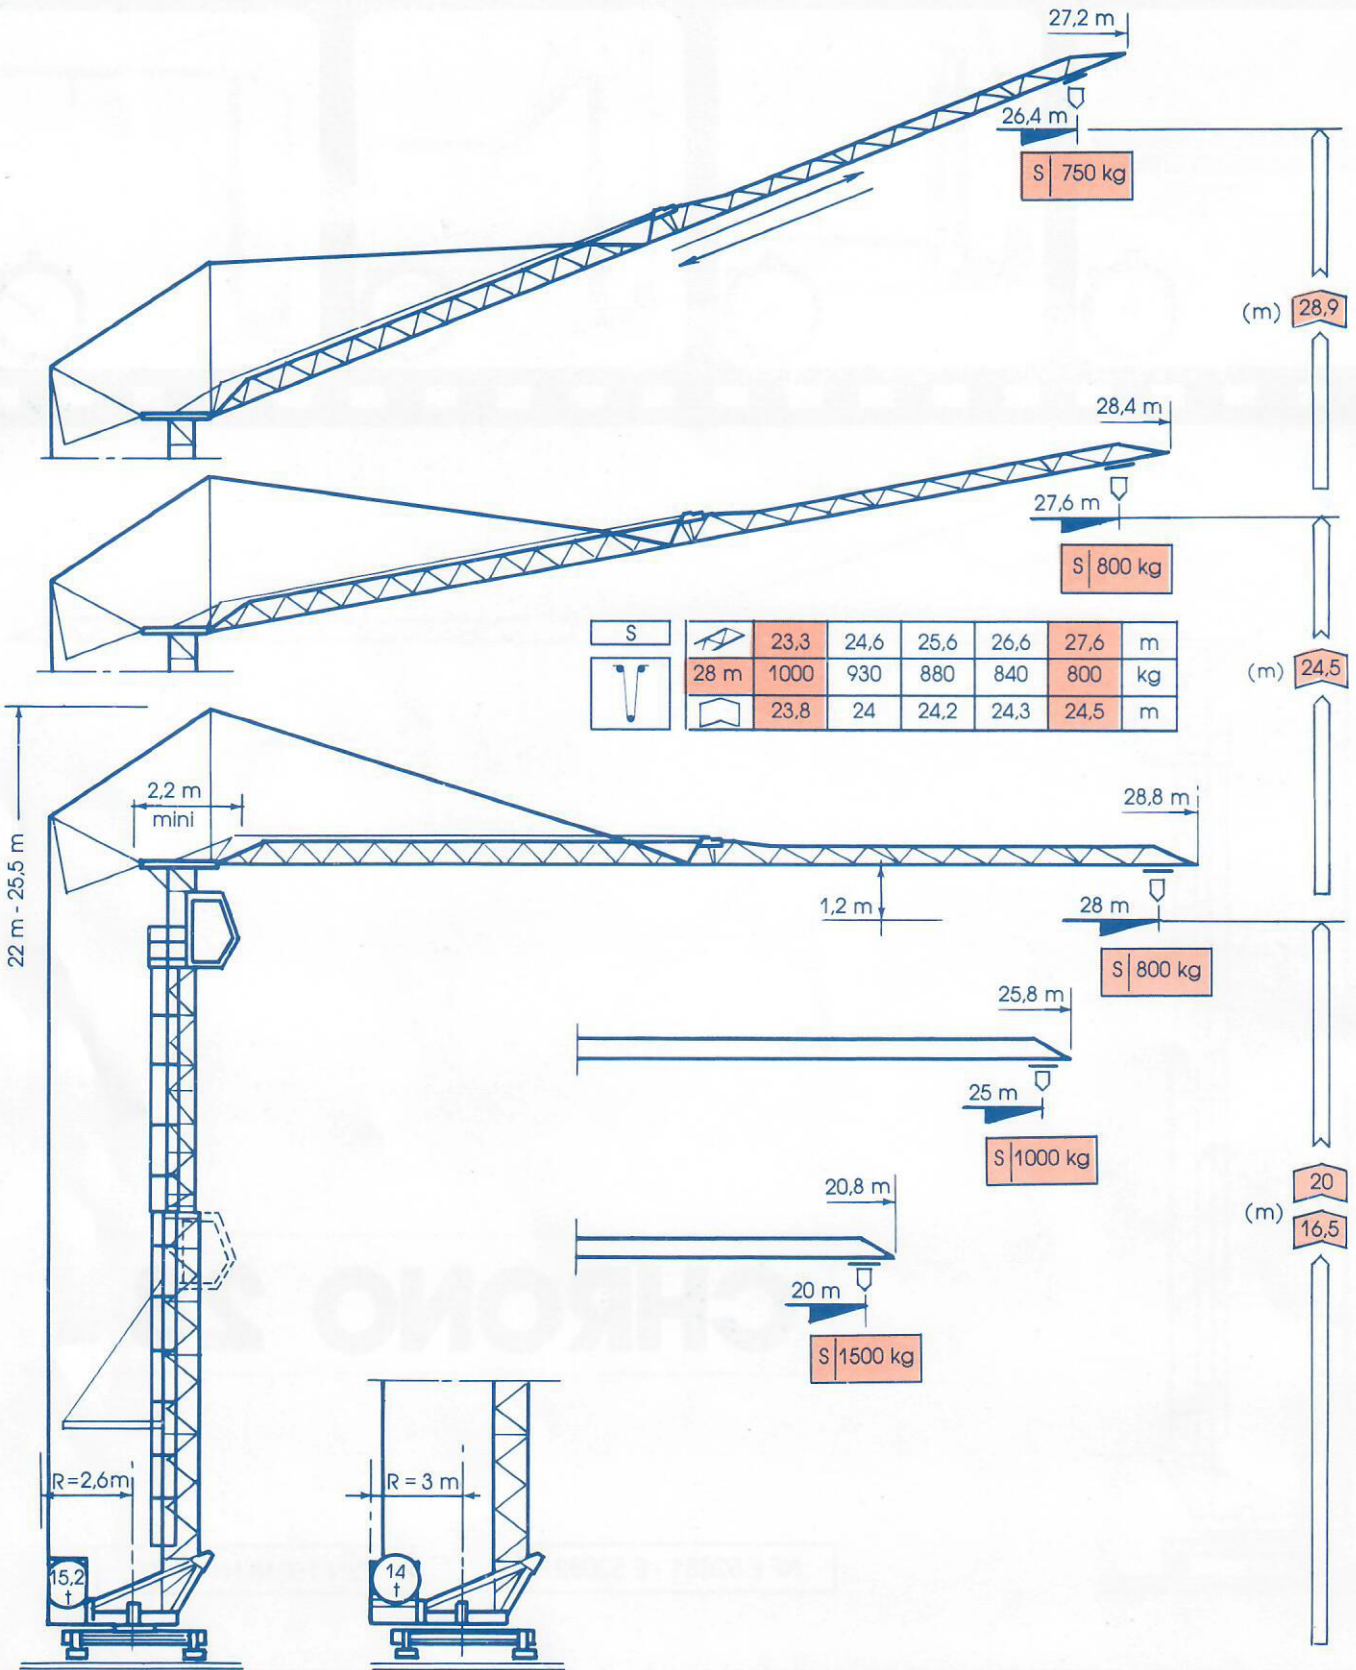 27,2 m
26,4 m
S 750 kg
(m) 28,9
28,4 m
27,6 m
S 800 kg
S 23,3 24,6 25,6 26,6 27,6 m
28 m 1000 930 880 840 800 kg
23,8 24 24,2 24,3 24,5 m
(m) 24,5
22 m - 25,5 m
2,2 m
mini
28,8 m
1,2 m
28 m
S 800 kg
25,8 m
25 m
S 1000 kg
20
(m)
16,5
20,8 m
20 m
S 1500 kg
CHRONO 2
R=2,6m
R = 3 m
15,2
t
14
t